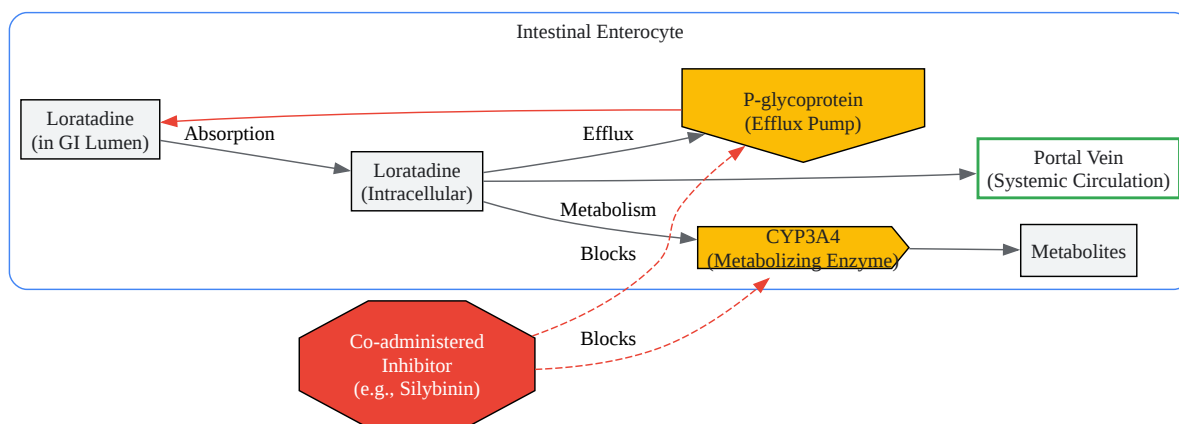 Intestinal Enterocyte
Loratadine
(in GI Lumen)
Absorption
Loratadine
(Intracellular)
Efflux
P-glycoprotein
(Efflux Pump)
Portal Vein
(Systemic Circulation)
Metabolism
CYP3A4
(Metabolizing Enzyme)
Metabolites
Blocks
Blocks
Co-administered
Inhibitor
(e.g., Silybinin)